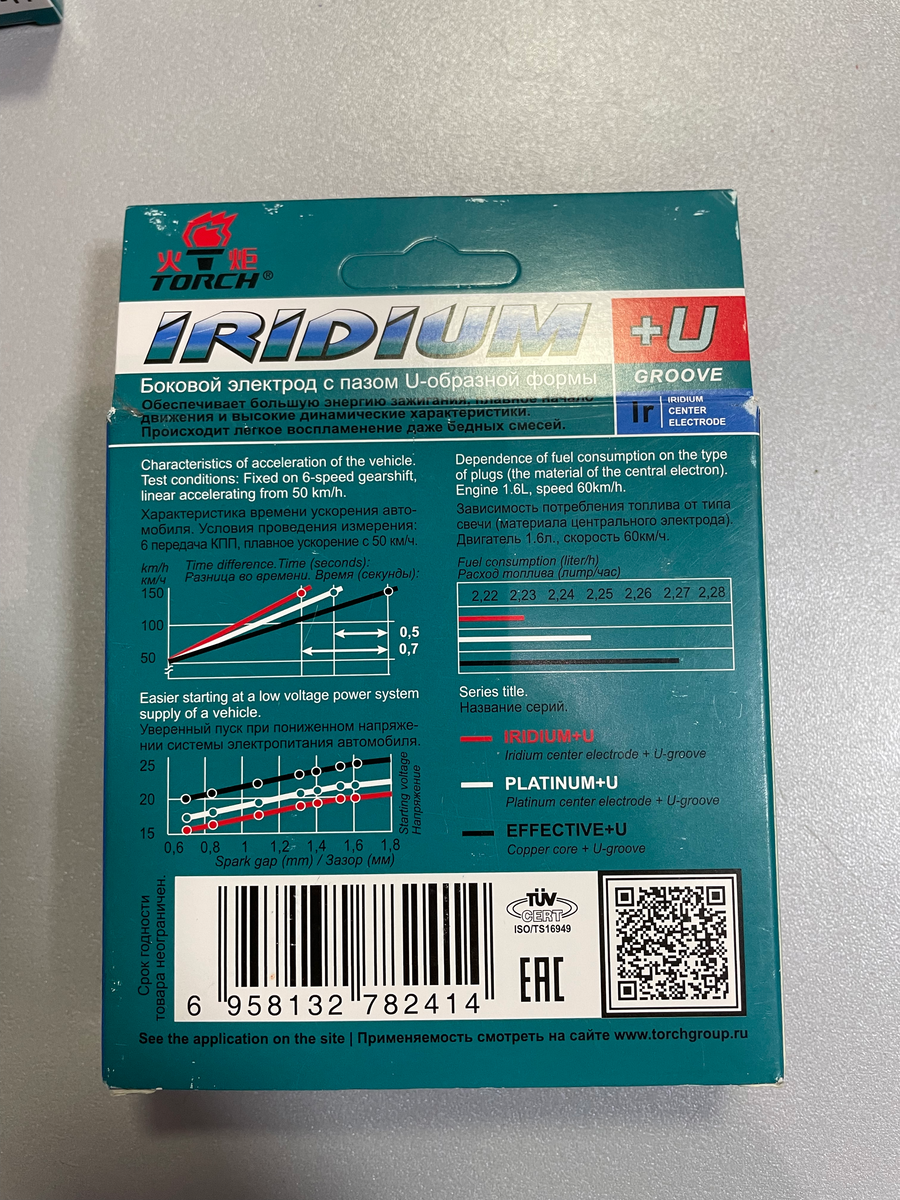 火炬
TORCH®
IRIDIUM
+U
GROOVE
Боковой электрод с пазом U-образной формы
Обеспечивает большую энергию зажигания, плавное начало
движения и высокие динамические характеристики.
Происходит легкое воспламенение даже бедных смесей.
Ir
IRIDIUM
CENTER
ELECTRODE
Characteristics of acceleration of the vehicle.
Test conditions: Fixed on 6-speed gearshift,
linear accelerating from 50 km/h.
Характеристика времени ускорения авто-
мобиля. Условия проведения измерения:
6 передача КПП, плавное ускорение с 50 км/ч.
km/h
км/ч
Time difference.Time (seconds):
Разница во времени. Время (секунды):
150
100
50
0,5
0,7
Dependence of fuel consumption on the type
of plugs (the material of the central electron).
Engine 1.6L, speed 60km/h.
Зависимость потребления топлива от типа
свечи (материала центрального электрода).
Двигатель 1.6л., скорость 60км/ч.
Fuel consumption (liter/h)
Расход топлива (литр/час)
2,22 2,23 2,24 2,25 2,26 2,27 2,28
Easier starting at a low voltage power system
supply of a vehicle.
Уверенный пуск при пониженном напряже-
нии системы электропитания автомобиля.
25
20
15
0,6 0,8 1 1,2 1,4 1,6 1,8
Spark gap (mm) / Зазор (мм)
Starting voltage
Напряжение
Series title.
Название серий.
IRIDIUM+U
Iridium center electrode + U-groove
PLATINUM+U
Platinum center electrode + U-groove
EFFECTIVE+U
Copper core + U-groove
Срок годности
товара неограничен.
6 958132 782414
TÜV
CERT
ISO/TS16949
EAC
See the application on the site | Применяемость смотреть на сайте www.torchgroup.ru